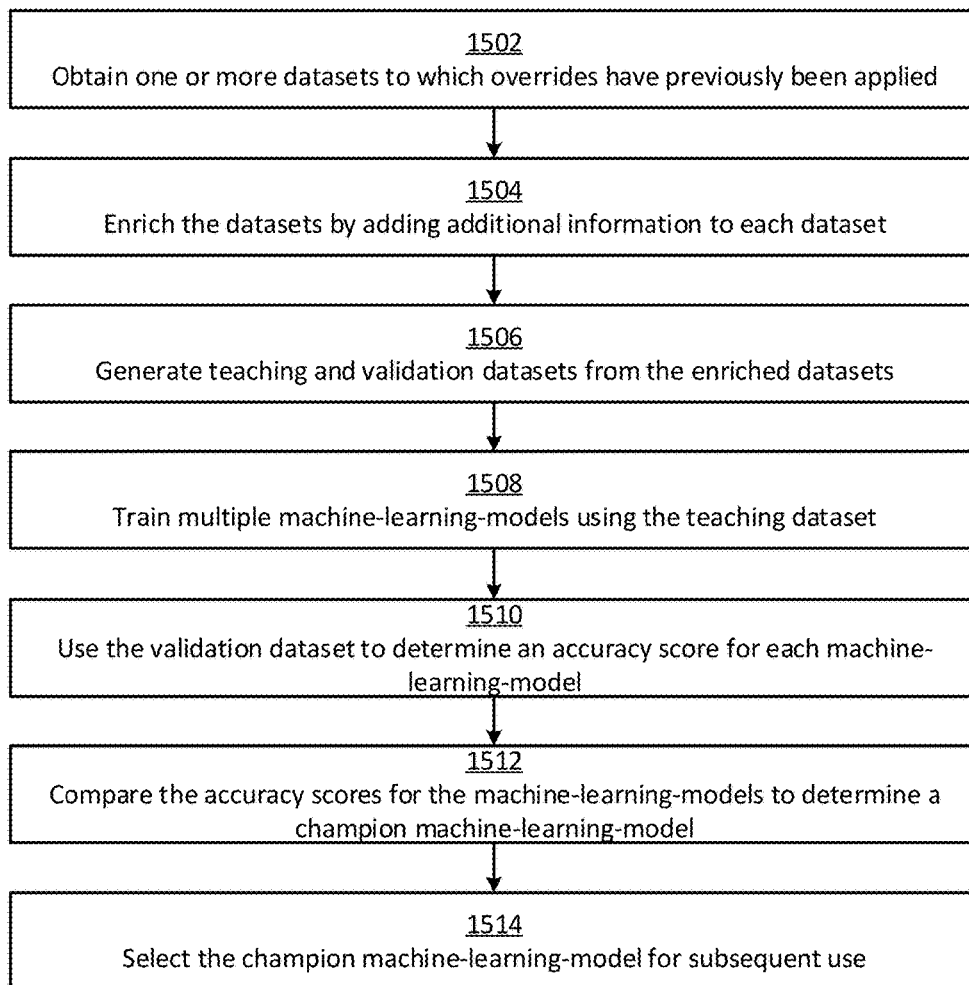 1502
Obtain one or more datasets to which overrides have previously been applied
1504
Enrich the datasets by adding additional information to each dataset
1506
Generate teaching and validation datasets from the enriched datasets
1508
Train multiple machine-learning-models using the teaching dataset
1510
Use the validation dataset to determine an accuracy score for each machine-
learning-model
1512
Compare the accuracy scores for the machine-learning-models to determine a
champion machine-learning-model
1514
Select the champion machine-learning-model for subsequent use